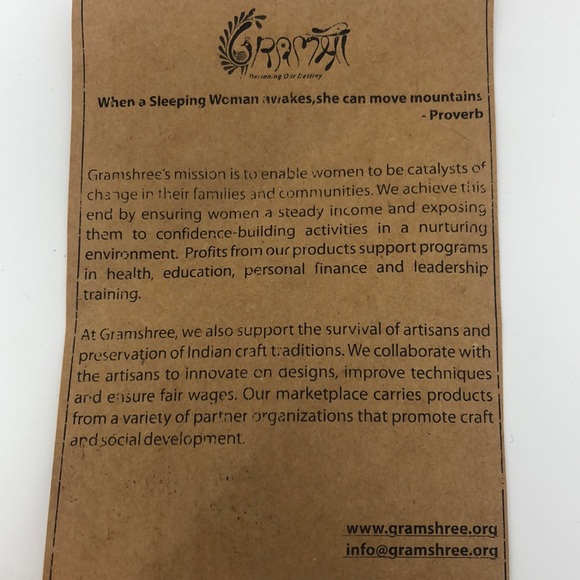 GRAMश्री
Designing Our Destiny
When a Sleeping Woman awakes,she can move mountains
- Proverb
Gramshree's mission is to enable women to be catalysts of
change in their families and communities. We achieve this
end by ensuring women a steady income and exposing
them to confidence-building activities in a nurturing
environment. Profits from our products support programs
in health, education, personal finance and leadership
training.
At Gramshree, we also support the survival of artisans and
preservation of Indian craft traditions. We collaborate with
the artisans to innovate on designs, improve techniques
and ensure fair wages. Our marketplace carries products
from a variety of partner organizations that promote craft
and social development.
www.gramshree.org
info@gramshree.org